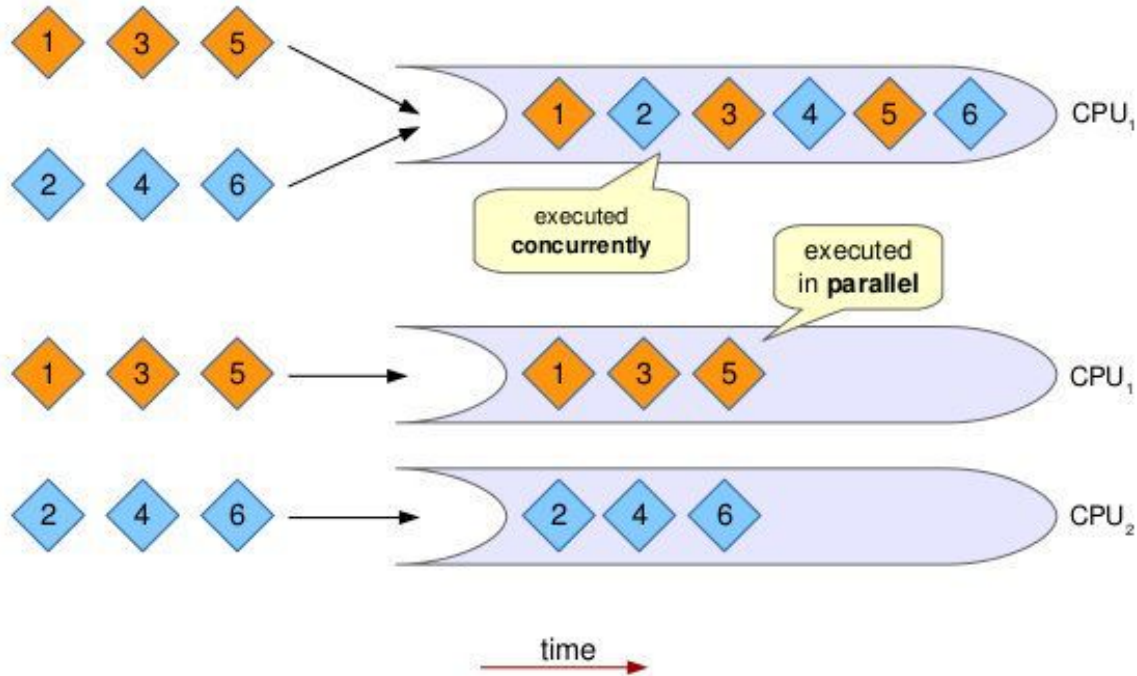 1 3 5
1 2 3 4 5 6
CPU₁
2 4 6
executed
concurrently
executed
in parallel
1 3 5
1 3 5
CPU₁
2 4 6
2 4 6
CPU₂
time